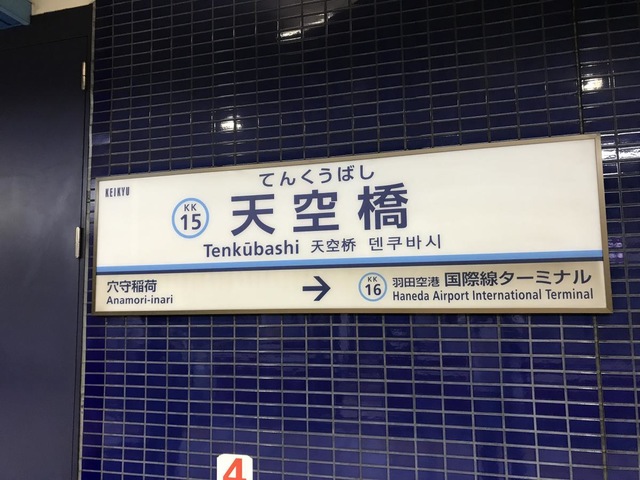 KEIKYU
てんくうばし
KK
15
天空橋
Tenkūbashi 天空桥 덴쿠바시
穴守稲荷
Anamori-inari
→
KK
16
羽田空港 国際線ターミナル
Haneda Airport International Terminal
4